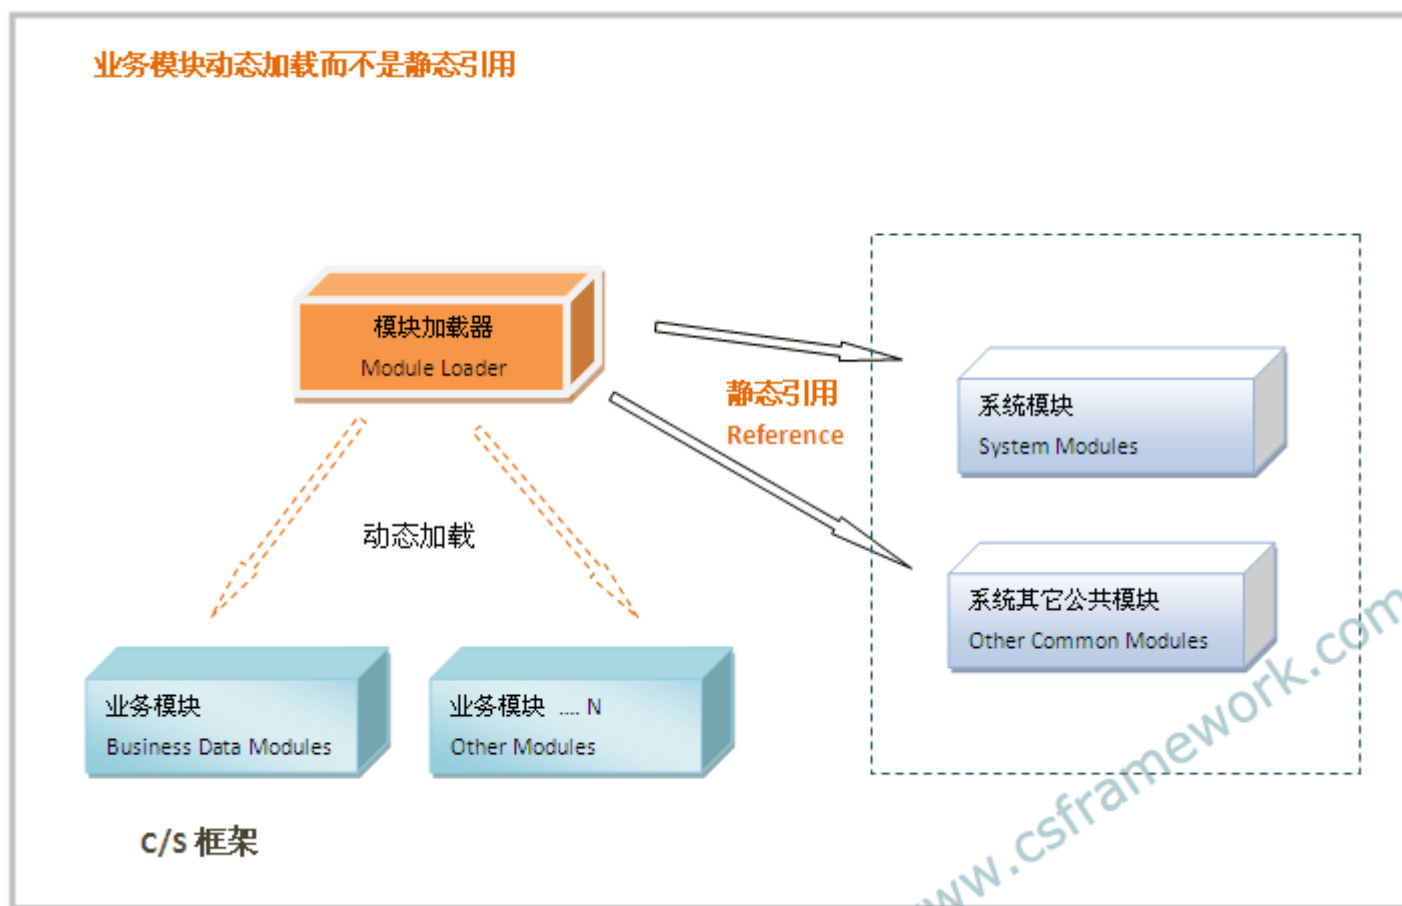 业务模块动态加载而不是静态引用
模块加载器
Module Loader
静态引用
Reference
系统模块
System Modules
动态加载
系统其它公共模块
Other Common Modules
业务模块
Business Data Modules
业务模块 .... N
Other Modules
C/S 框架
www.csframework.com